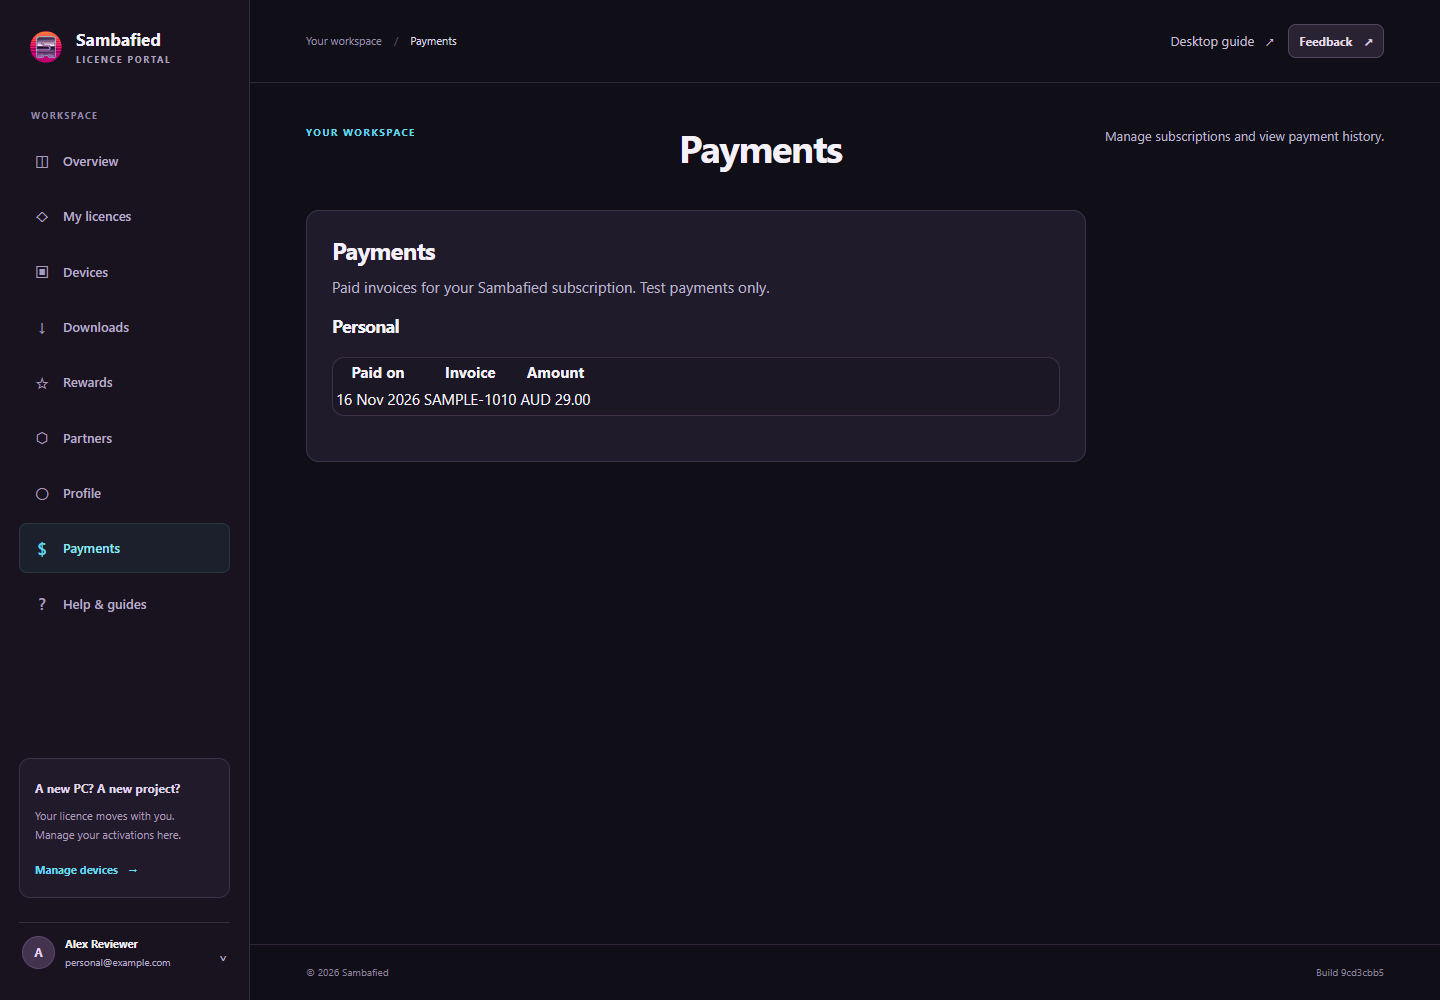 Sambafied
LICENCE PORTAL
WORKSPACE
Overview
My licences
Devices
Downloads
Rewards
Partners
Profile
$ Payments
? Help & guides
A new PC? A new project?
Your licence moves with you.
Manage your activations here.
Manage devices →
A
Alex Reviewer
personal@example.com
Your workspace / Payments
Desktop guide ↗
Feedback ↗
YOUR WORKSPACE
Payments
Manage subscriptions and view payment history.
Payments
Paid invoices for your Sambafied subscription. Test payments only.
Personal
Paid on Invoice Amount
16 Nov 2026 SAMPLE-1010 AUD 29.00
© 2026 Sambafied
Build 9cd3cbb5